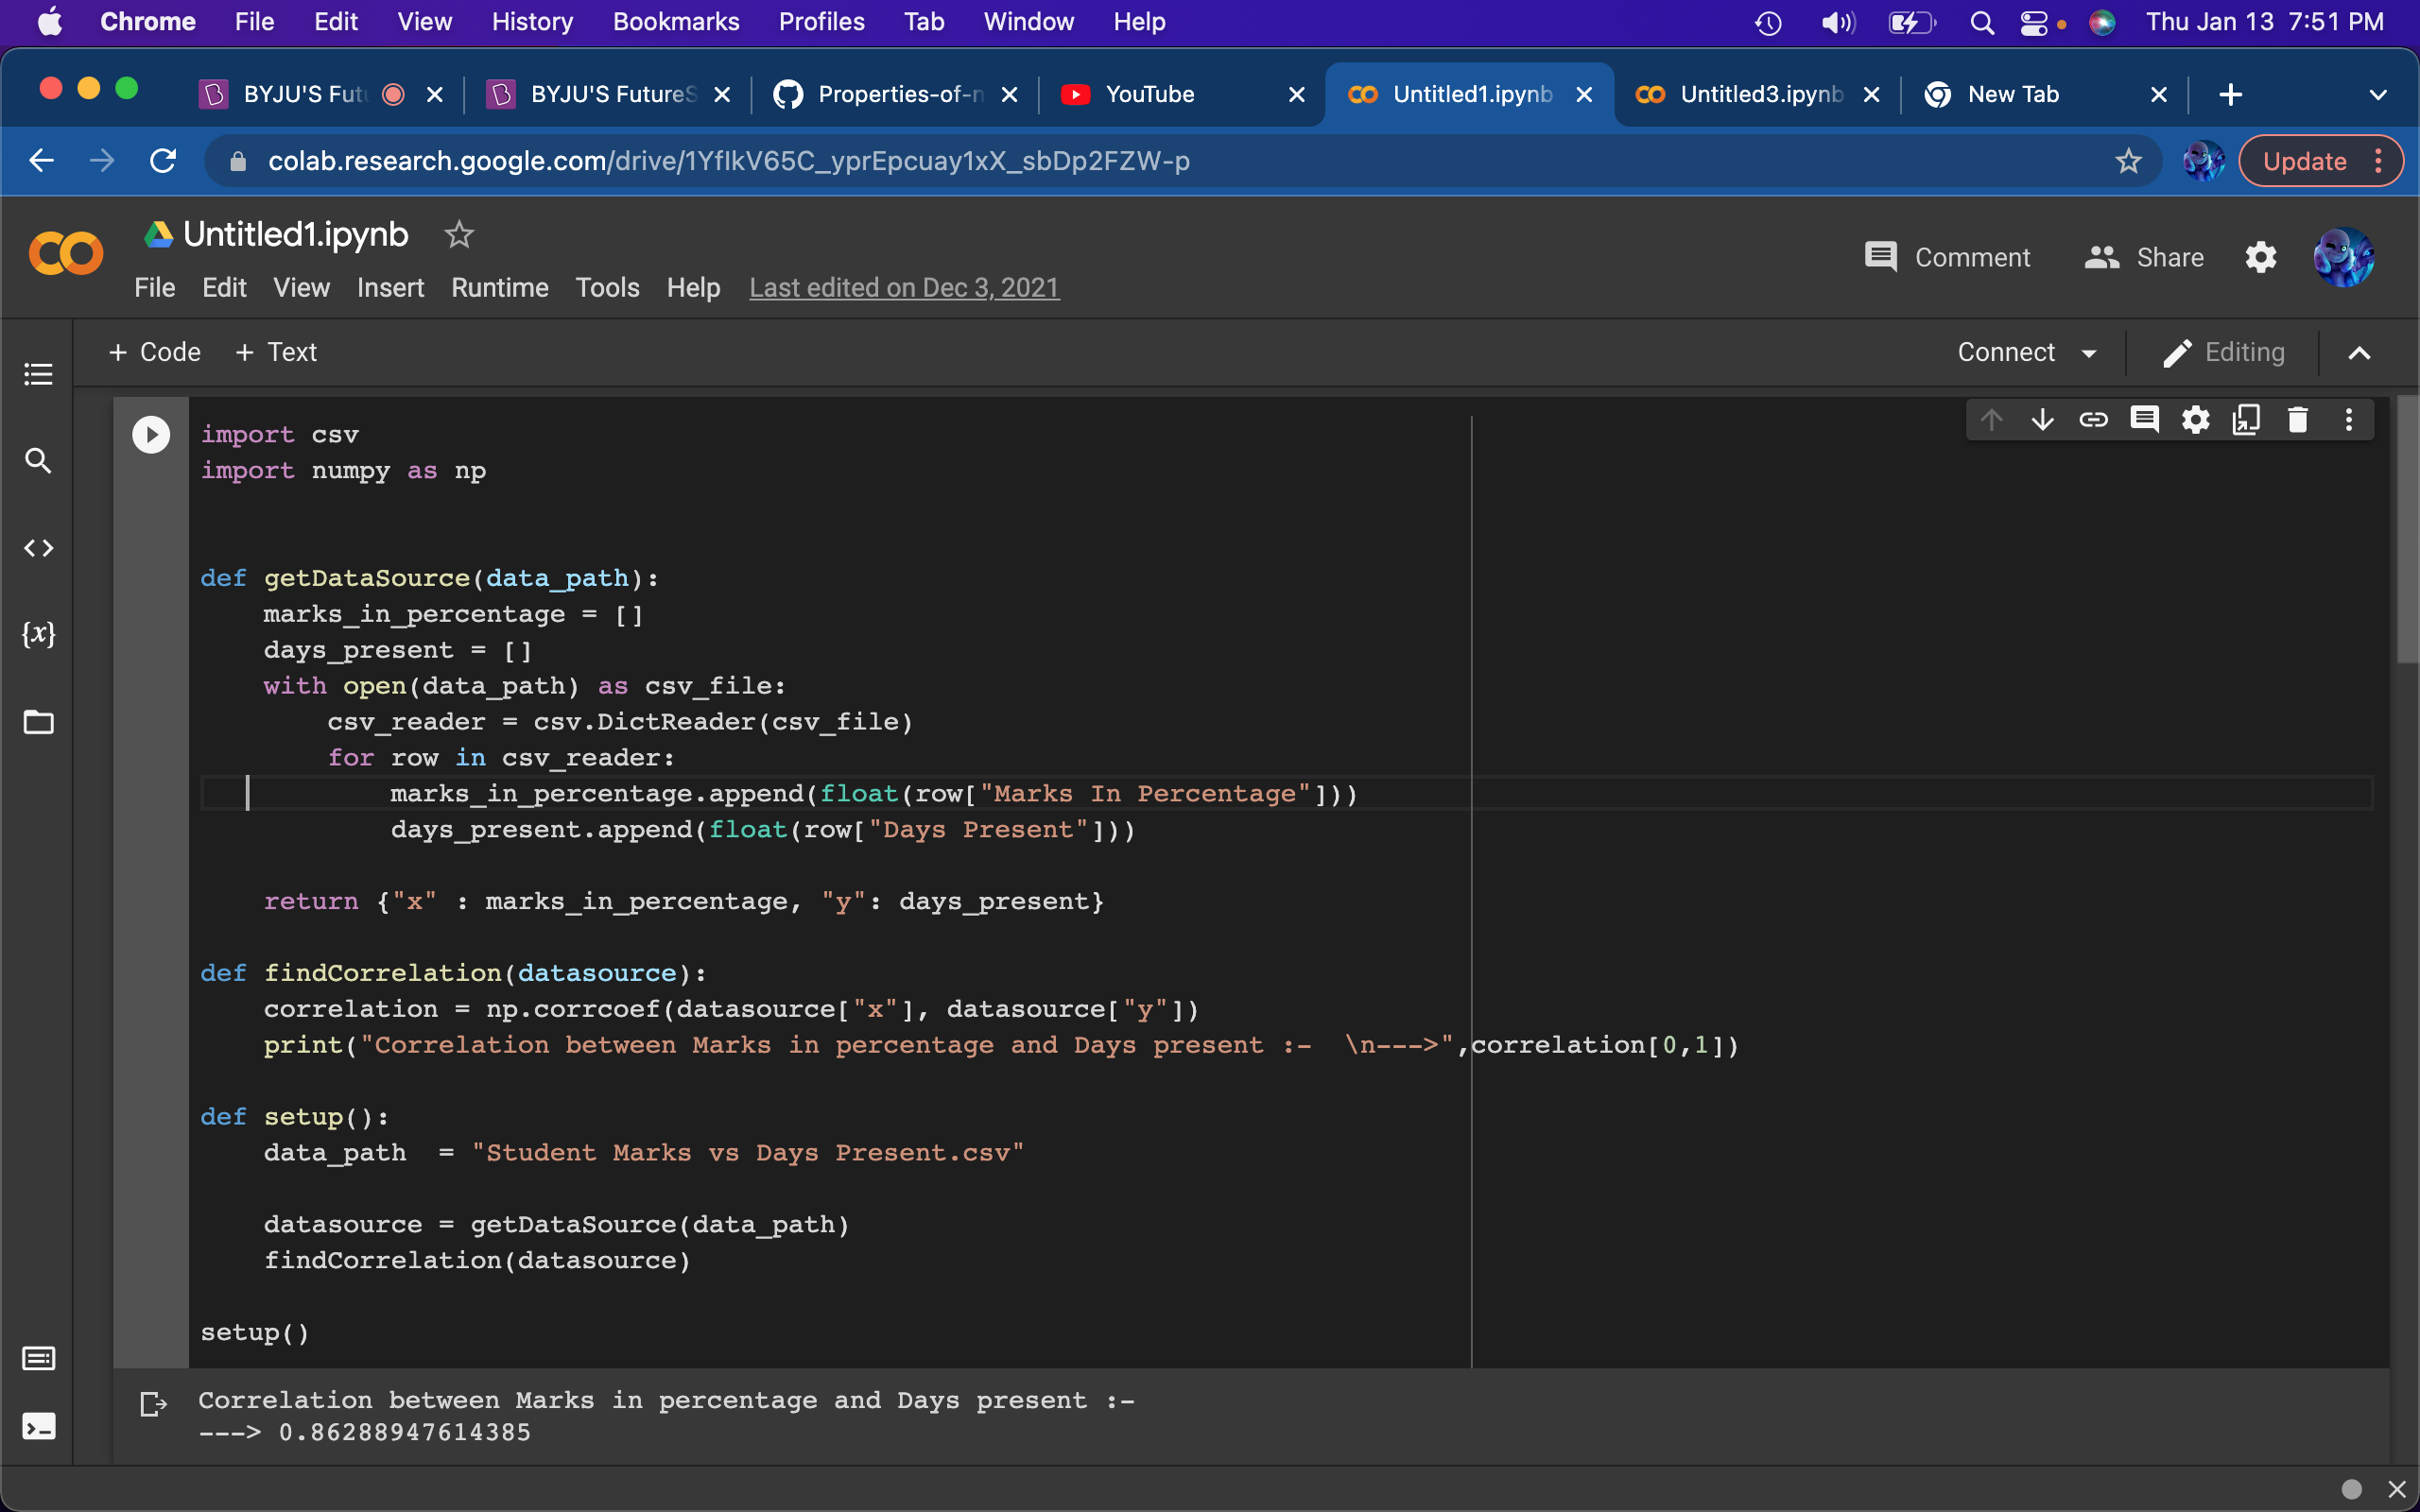 Chrome File Edit View History Bookmarks Profiles Tab Window Help Thu Jan 13 7:51 PM
BYJU'S Fut BYJU'S FutureS Properties-of-n YouTube Untitled1.ipynb Untitled3.ipynb New Tab
colab.research.google.com/drive/1YflkV65C_yprEpcuay1xX_sbDp2FZW-p Update
Untitled1.ipynb
Comment Share
File Edit View Insert Runtime Tools Help Last edited on Dec 3, 2021
+ Code + Text Connect Editing
import csv
import numpy as np
def getDataSource(data_path):
    marks_in_percentage = []
    days_present = []
    with open(data_path) as csv_file:
        csv_reader = csv.DictReader(csv_file)
        for row in csv_reader:
            marks_in_percentage.append(float(row["Marks In Percentage"]))
            days_present.append(float(row["Days Present"]))
    return {"x" : marks_in_percentage, "y": days_present}
def findCorrelation(datasource):
    correlation = np.corrcoef(datasource["x"], datasource["y"])
    print("Correlation between Marks in percentage and Days present :-  \n--->",correlation[0,1])
def setup():
    data_path  = "Student Marks vs Days Present.csv"
    datasource = getDataSource(data_path)
    findCorrelation(datasource)
setup()
Correlation between Marks in percentage and Days present :-
---> 0.86288947614385